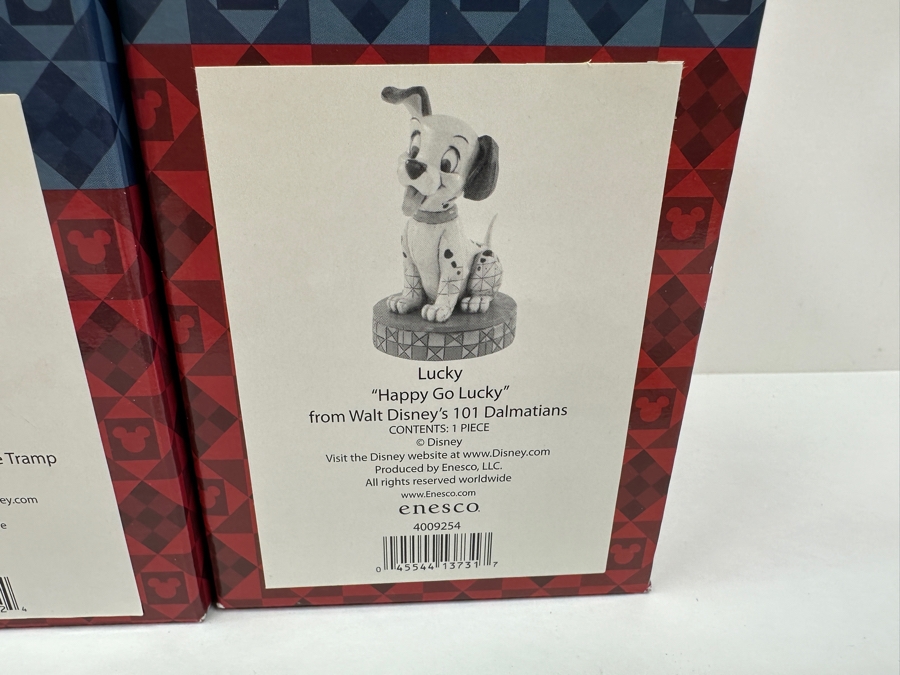 Lucky
“Happy Go Lucky”
from Walt Disney's 101 Dalmatians
CONTENTS: 1 PIECE
© Disney
Visit the Disney website at www.Disney.com
Produced by Enesco, LLC.
All rights reserved worldwide
www.Enesco.com
enesco.
4009254
0 45544 13731 7
e Tramp
ey.com
e
2 4